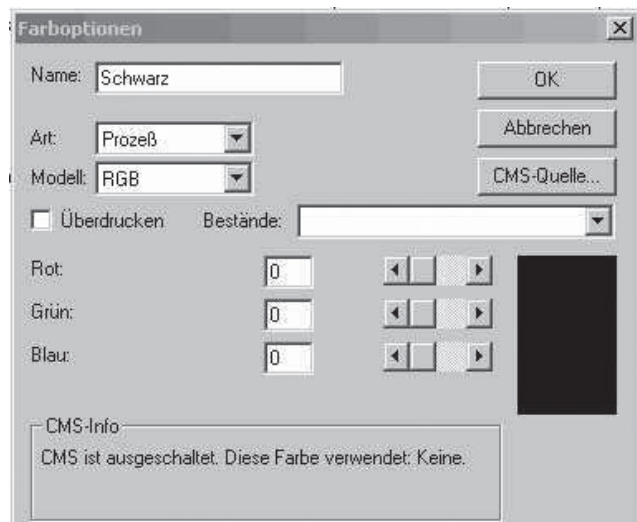 Farboptionen
Name: Schwarz
OK
Art: Prozeß
Abbrechen
Modell: RGB
CMS-Quelle...
Überdrucken Bestände:
Rot: 0
Grün: 0
Blau: 0
CMS-Info
CMS ist ausgeschaltet. Diese Farbe verwendet: Keine.